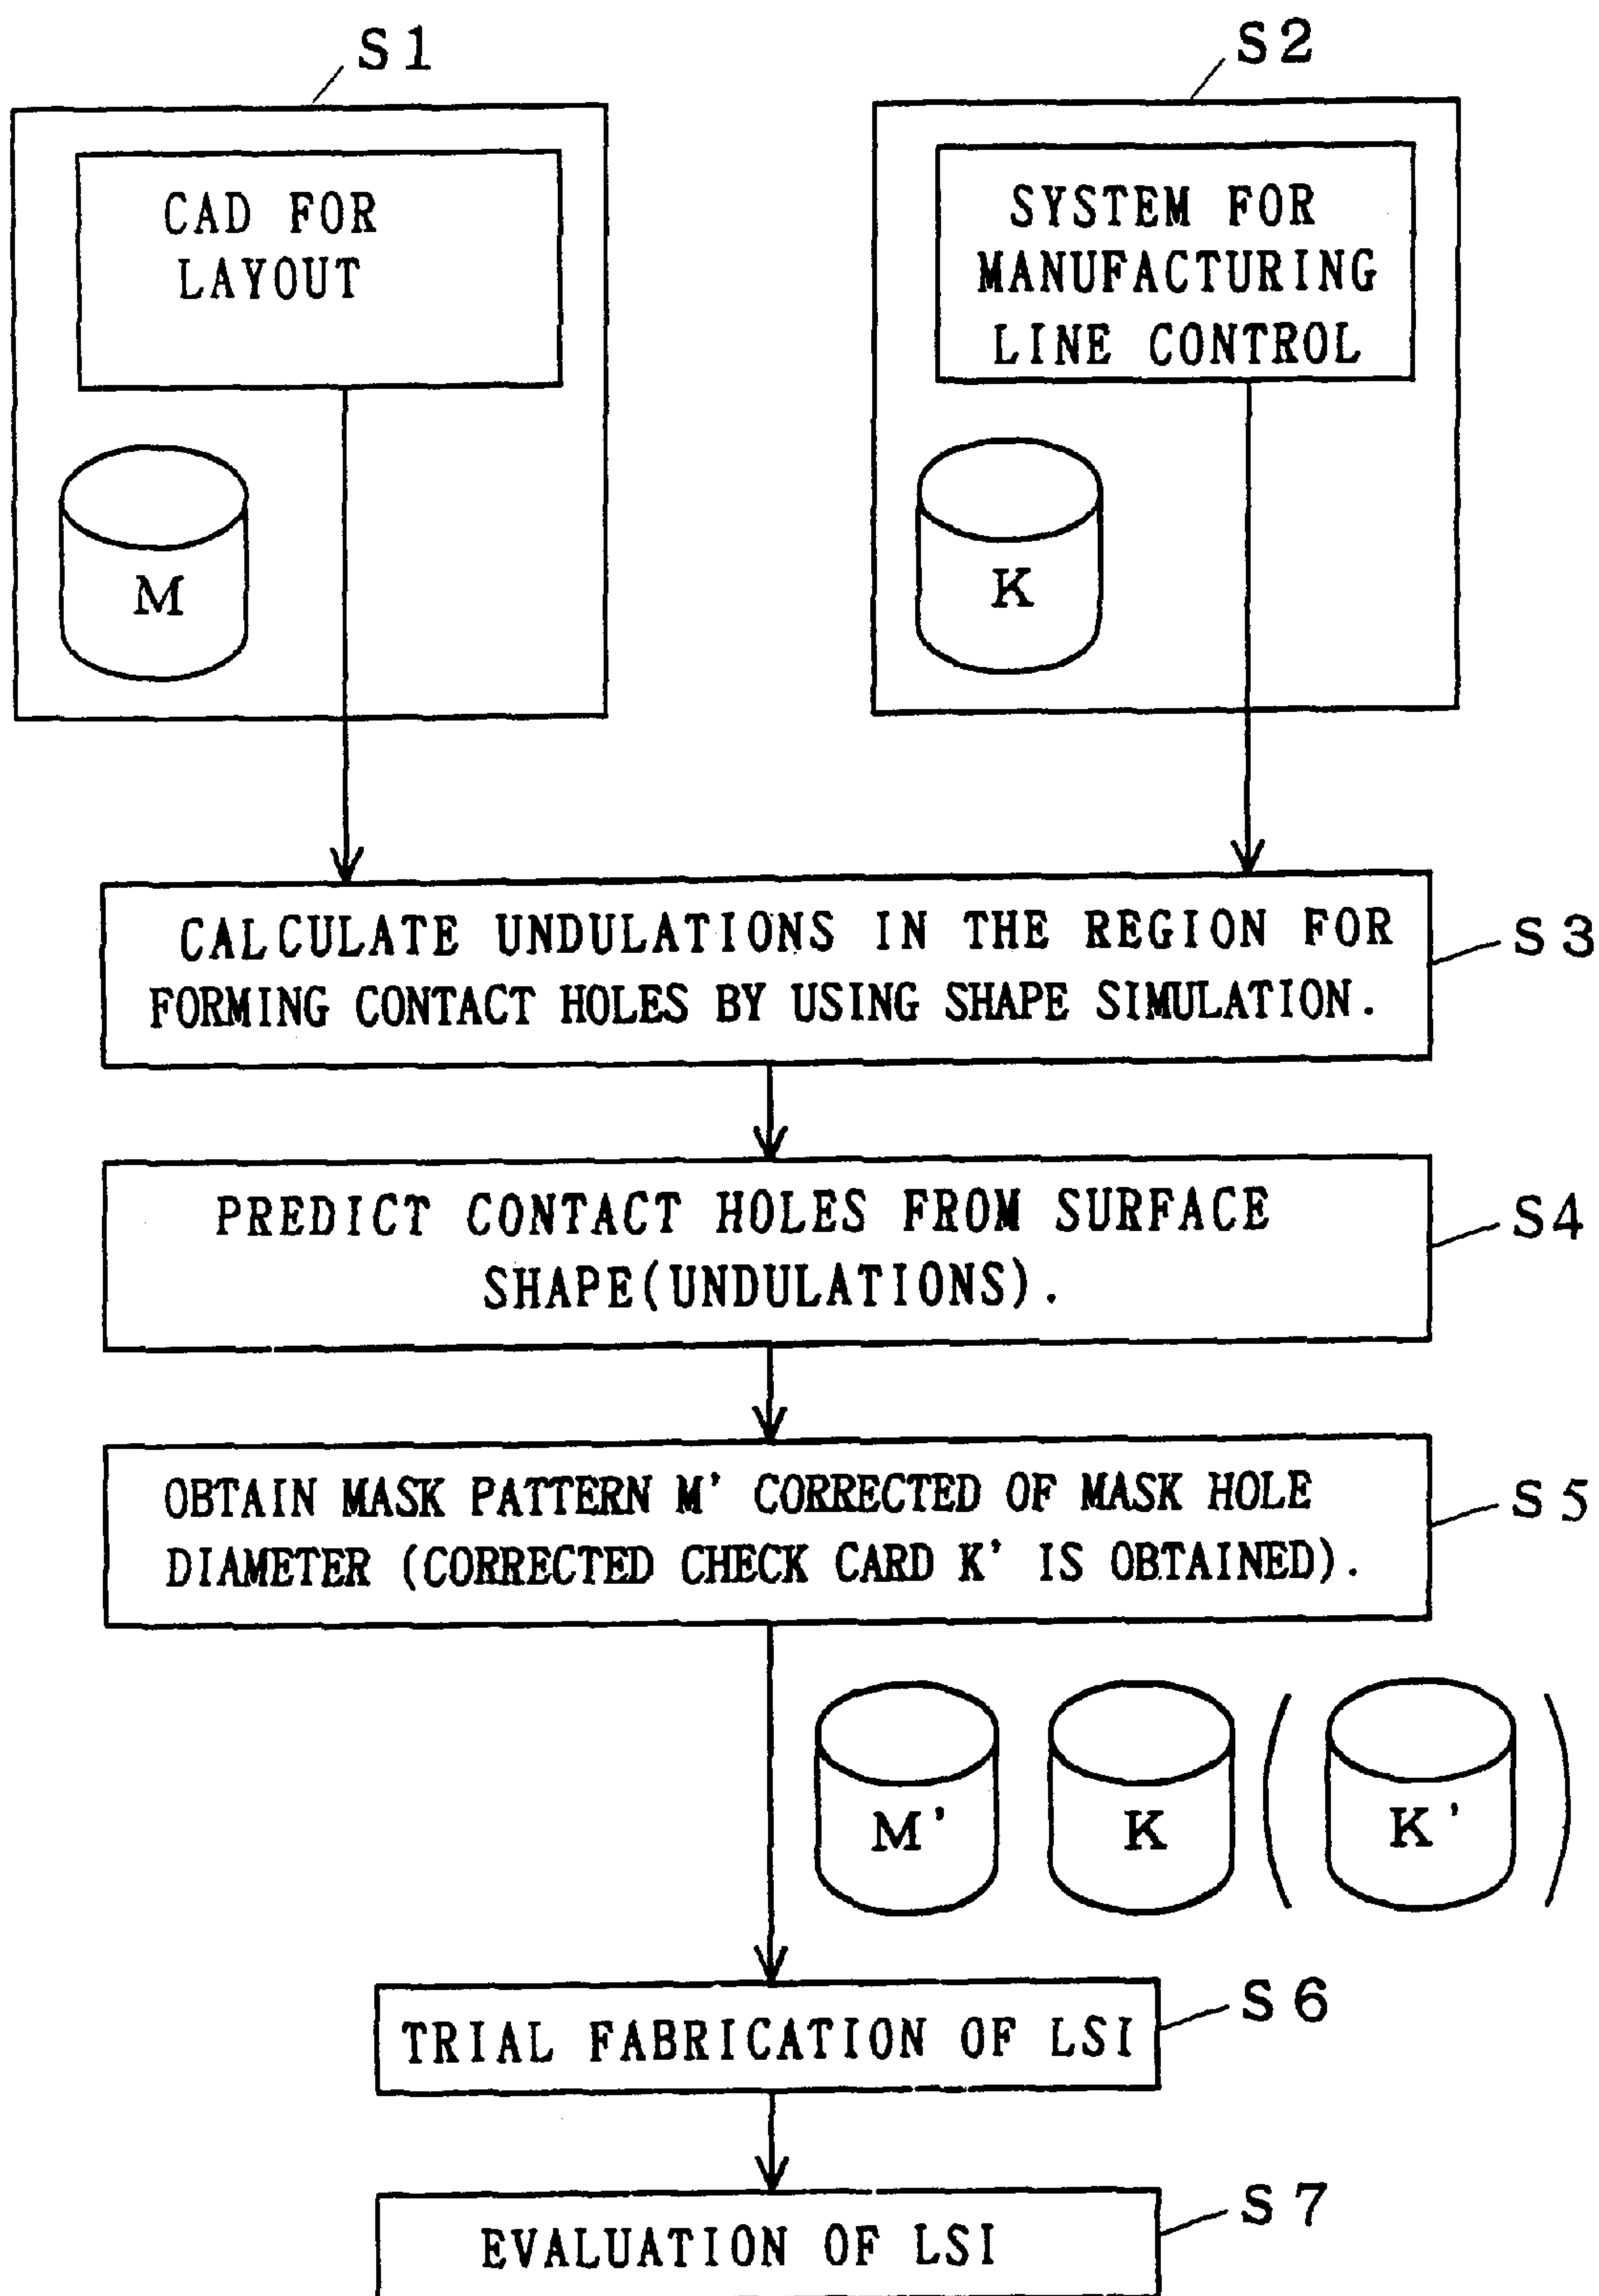 S1
S2
CAD FOR
LAYOUT
SYSTEM FOR
MANUFACTURING
LINE CONTROL
M
K
CALCULATE UNDULATIONS IN THE REGION FOR
FORMING CONTACT HOLES BY USING SHAPE SIMULATION.
S3
PREDICT CONTACT HOLES FROM SURFACE
SHAPE(UNDULATIONS).
S4
OBTAIN MASK PATTERN M' CORRECTED OF MASK HOLE
DIAMETER (CORRECTED CHECK CARD K' IS OBTAINED).
S5
M'
K
( K' )
TRIAL FABRICATION OF LSI
S6
EVALUATION OF LSI
S7